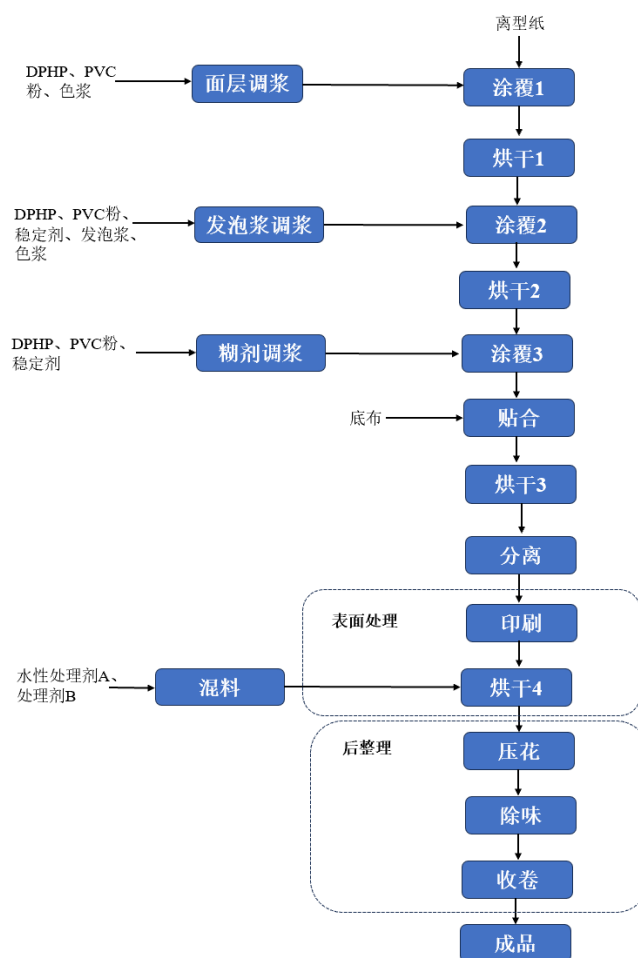 离型纸
DPHP、PVC
粉、色浆
面层调浆
涂覆1
烘干1
DPHP、PVC粉、
稳定剂、发泡浆、
色浆
发泡浆调浆
涂覆2
烘干2
DPHP、PVC粉、
稳定剂
糊剂调浆
涂覆3
底布
贴合
烘干3
分离
表面处理
印刷
水性处理剂A、
处理剂B
混料
烘干4
后整理
压花
除味
收卷
成品